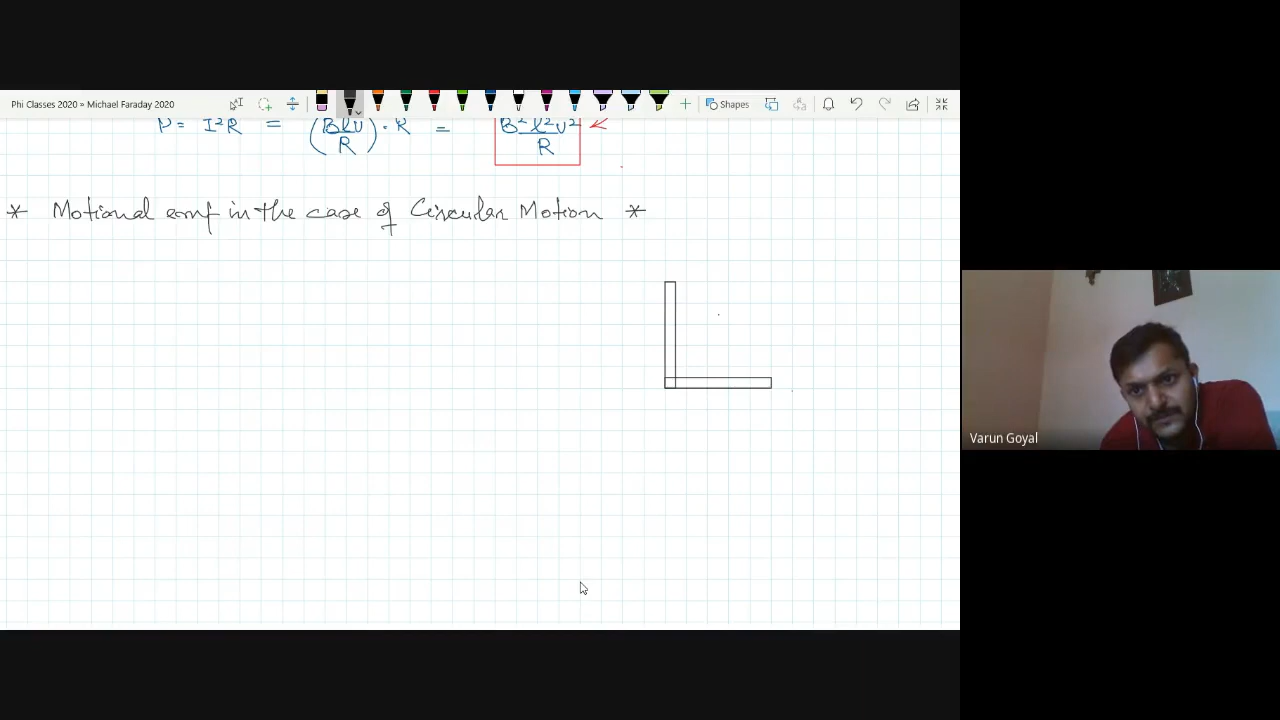 Phi Classes 2020 » Michael Faraday 2020
Shapes
P = I²R = (Blv/R)² · R = B²l²v²/R
* Motional emf in the case of Circular Motion *
Varun Goyal